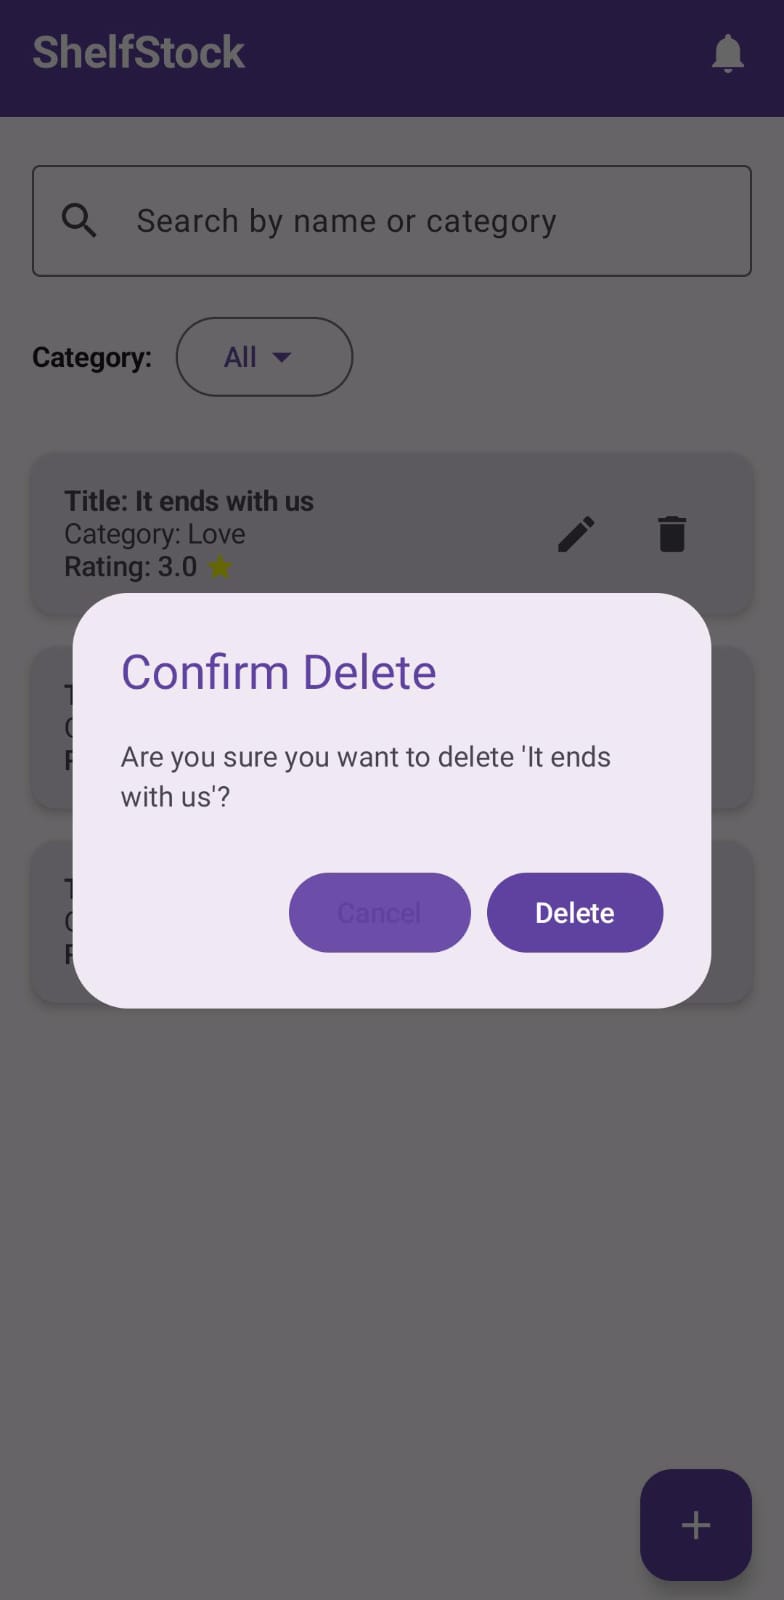 ShelfStock
Search by name or category
Category: All
Title: It ends with us
Category: Love
Rating: 3.0
Confirm Delete
Are you sure you want to delete 'It ends
with us'?
Cancel Delete